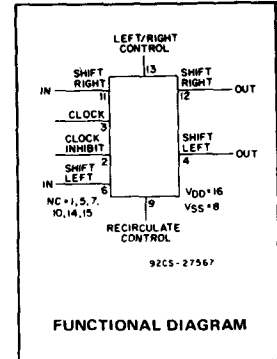 LEFT/RIGHT
CONTROL
13
SHIFT
RIGHT
IN
11
SHIFT
RIGHT
12
OUT
CLOCK
3
CLOCK
INHIBIT
2
SHIFT
LEFT
4
OUT
SHIFT
LEFT
IN
6
NC = 1, 5, 7,
10, 14, 15
9
VDD = 16
VSS = 8
RECIRCULATE
CONTROL
92CS-27567
FUNCTIONAL DIAGRAM